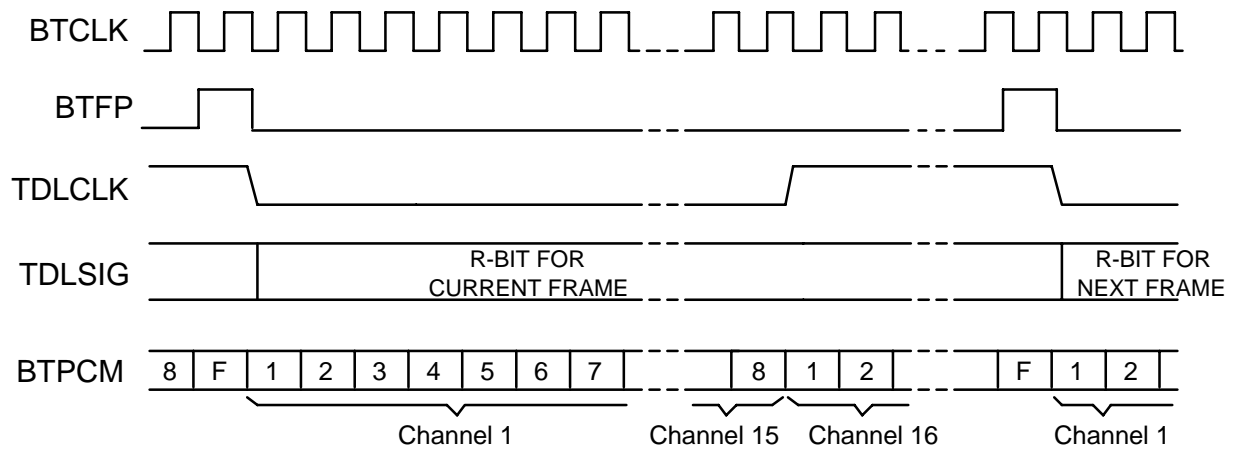 BTCLK
BTFP
TDLCLK
TDLSIG
R-BIT FOR
CURRENT FRAME
R-BIT FOR
NEXT FRAME
BTPCM 8 F 1 2 3 4 5 6 7 8 1 2 F 1 2
Channel 1 Channel 15 Channel 16 Channel 1